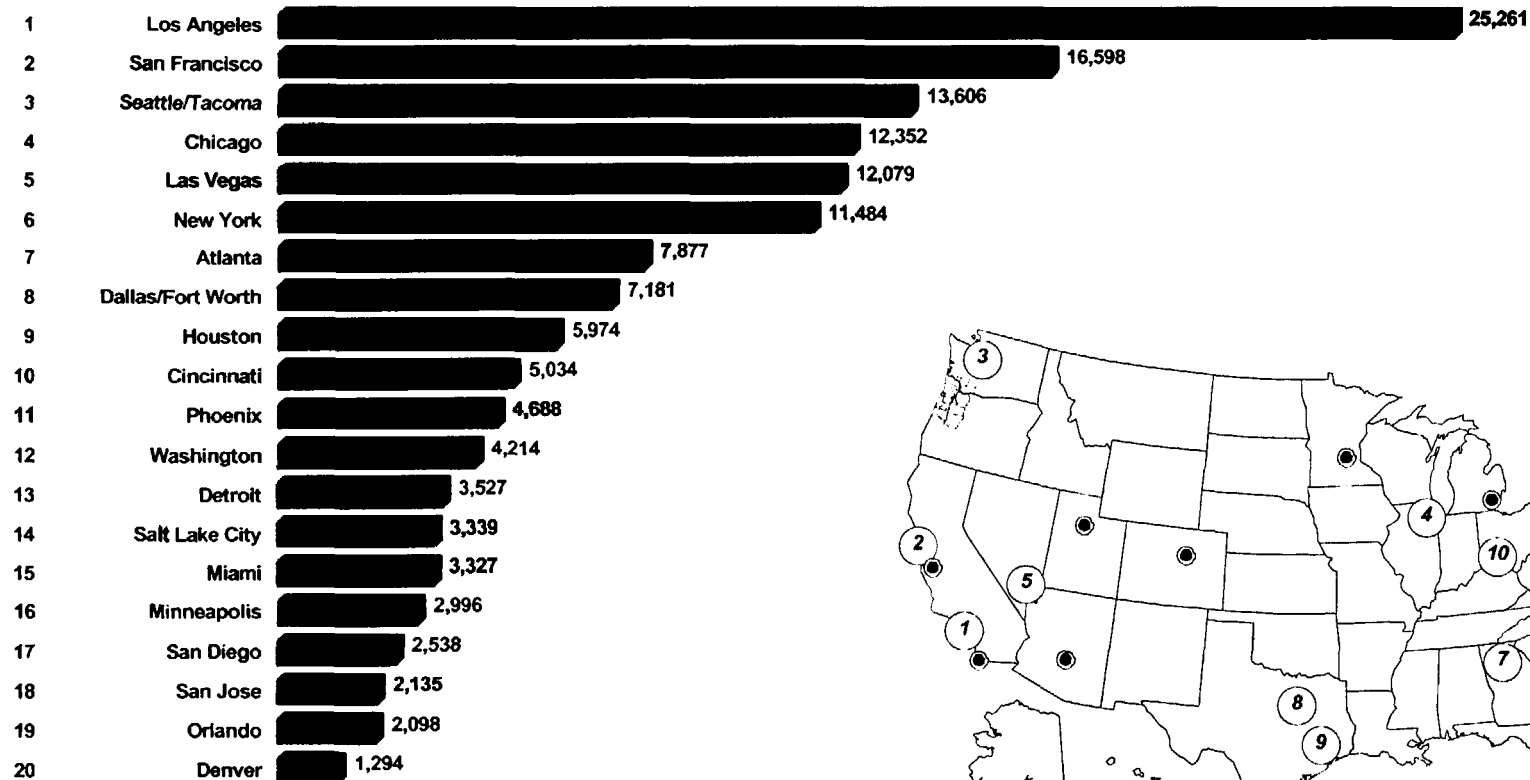 1 Los Angeles 25,261
2 San Francisco 16,598
3 Seattle/Tacoma 13,606
4 Chicago 12,352
5 Las Vegas 12,079
6 New York 11,484
7 Atlanta 7,877
8 Dallas/Fort Worth 7,181
9 Houston 5,974
10 Cincinnati 5,034
11 Phoenix 4,688
12 Washington 4,214
13 Detroit 3,527
14 Salt Lake City 3,339
15 Miami 3,327
16 Minneapolis 2,996
17 San Diego 2,538
18 San Jose 2,135
19 Orlando 2,098
20 Denver 1,294
3
4
2
10
5
1
7
8
9